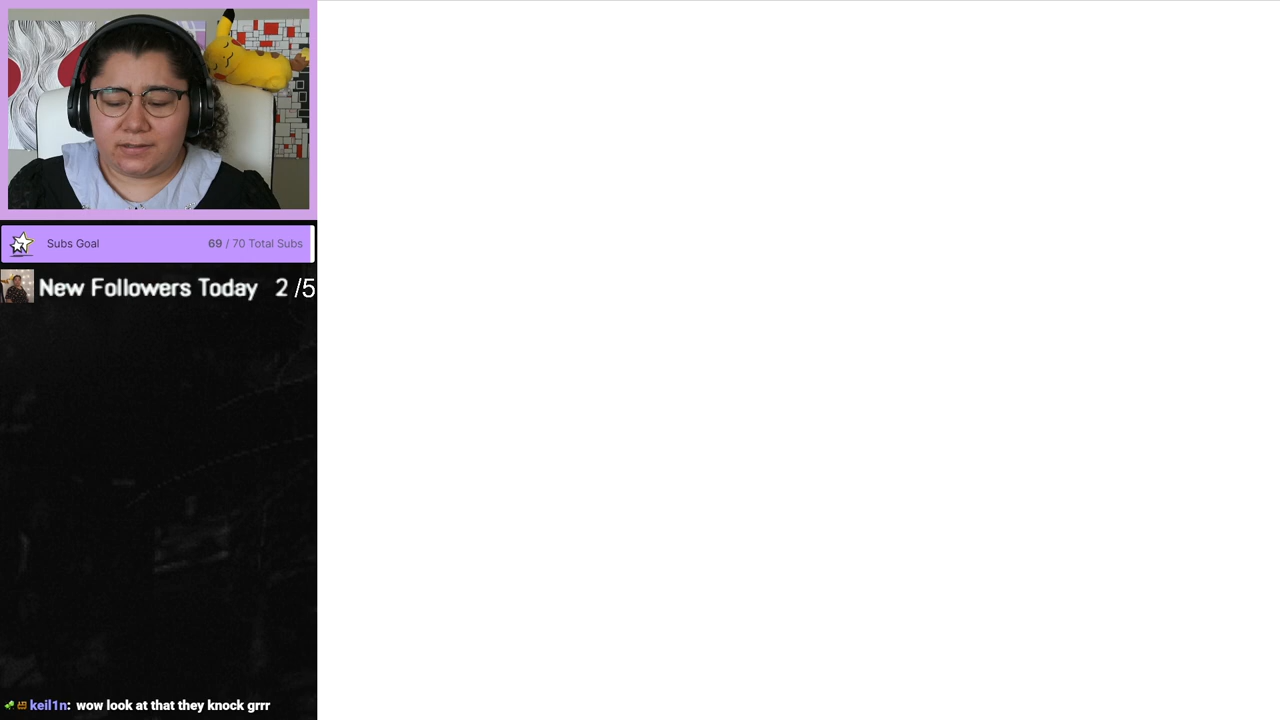 Subs Goal 69 / 70 Total Subs
New Followers Today 2 /5
keil1n: wow look at that they knock grrr